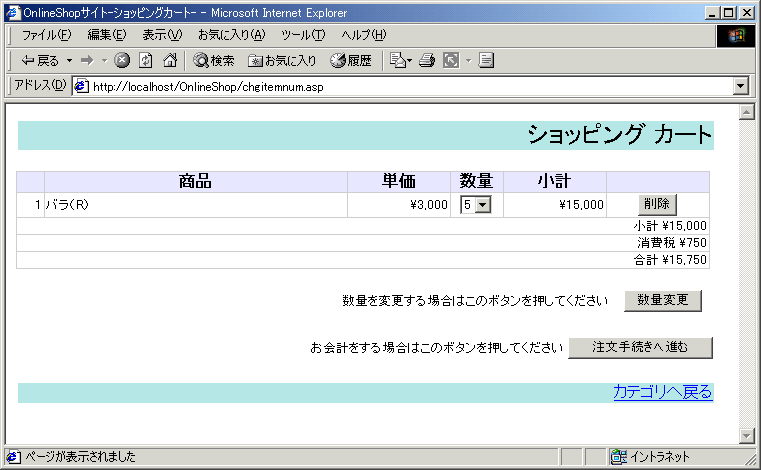 OnlineShopサイト-ショッピングカート- - Microsoft Internet Explorer
ファイル(F) 編集(E) 表示(V) お気に入り(A) ツール(T) ヘルプ(H)
戻る 検索 お気に入り 履歴
アドレス(D) http://localhost/OnlineShop/chgitemnum.asp
ショッピング カート
商品 単価 数量 小計
1 バラ(R) ¥3,000 5 ¥15,000 削除
小計 ¥15,000
消費税 ¥750
合計 ¥15,750
数量を変更する場合はこのボタンを押してください 数量変更
お会計をする場合はこのボタンを押してください 注文手続きへ進む
カテゴリへ戻る
ページが表示されました イントラネット